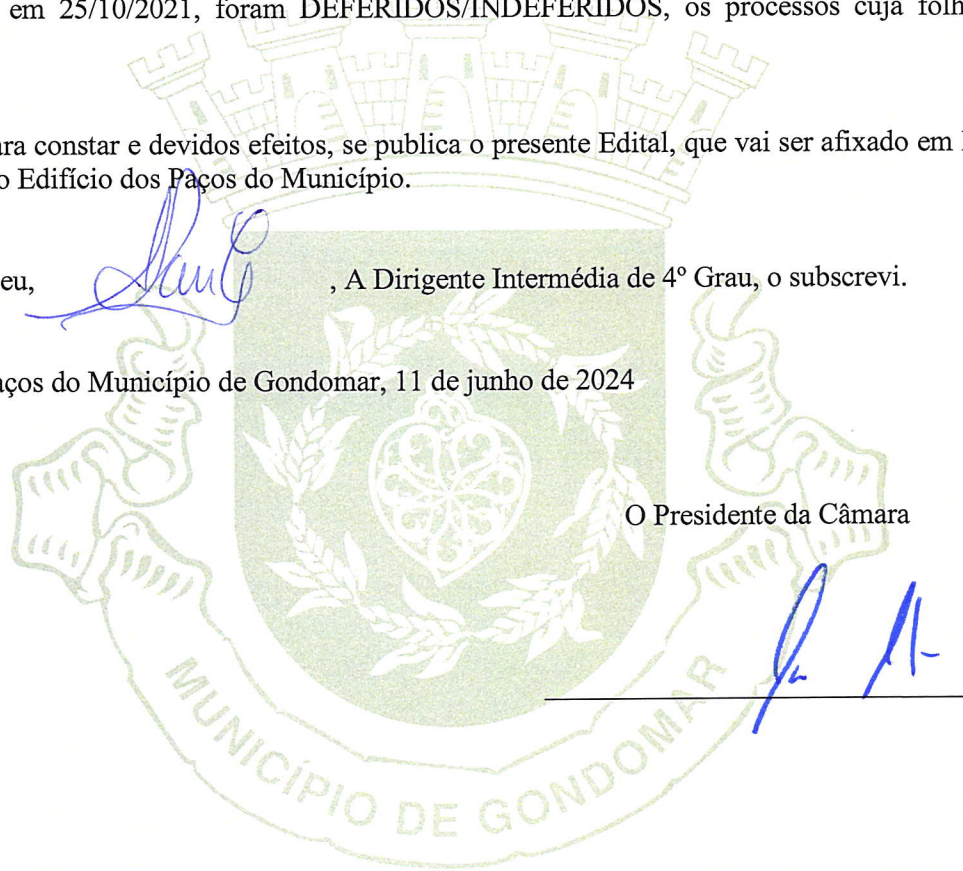 em 25/10/2021, foram DEFERIDOS/INDEFERIDOS, os processos cuja folh
ara constar e devidos efeitos, se publica o presente Edital, que vai ser afixado em
o Edifício dos Paços do Município.
eu, , A Dirigente Intermédia de 4º Grau, o subscrevi.
aços do Município de Gondomar, 11 de junho de 2024
O Presidente da Câmara
MUNICÍPIO DE GONDOMAR